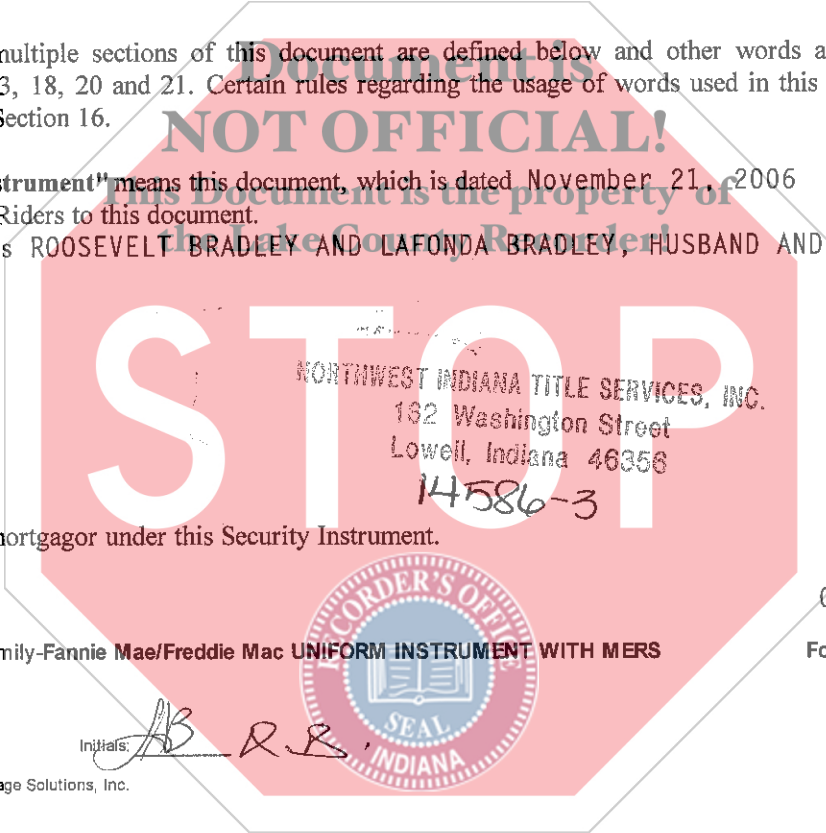 Document is
multiple sections of this document are defined below and other words a
3, 18, 20 and 21. Certain rules regarding the usage of words used in this
Section 16.
NOT OFFICIAL!
strument" means this document, which is dated November 21, 2006
This Document is the property of
Riders to this document.
the Lake County Recorder!
s ROOSEVELT BRADLEY AND LAFONDA BRADLEY, HUSBAND AND
STOP
NORTHWEST INDIANA TITLE SERVICES, INC.
162 Washington Street
Lowell, Indiana 46356
14586-3
mortgagor under this Security Instrument.
RECORDER'S OFFICE
mily-Fannie Mae/Freddie Mac UNIFORM INSTRUMENT WITH MERS
Fo
SEAL
INDIANA
Initials: R.B.
age Solutions, Inc.